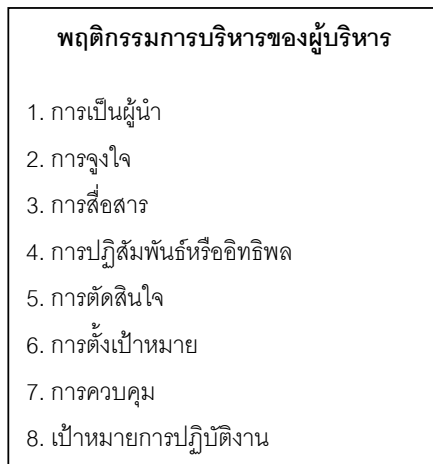 พฤติกรรมการบริหารของผู้บริหาร
1. การเป็นผู้นำ
2. การจูงใจ
3. การสื่อสาร
4. การปฏิสัมพันธ์หรืออิทธิพล
5. การตัดสินใจ
6. การตั้งเป้าหมาย
7. การควบคุม
8. เป้าหมายการปฏิบัติงาน